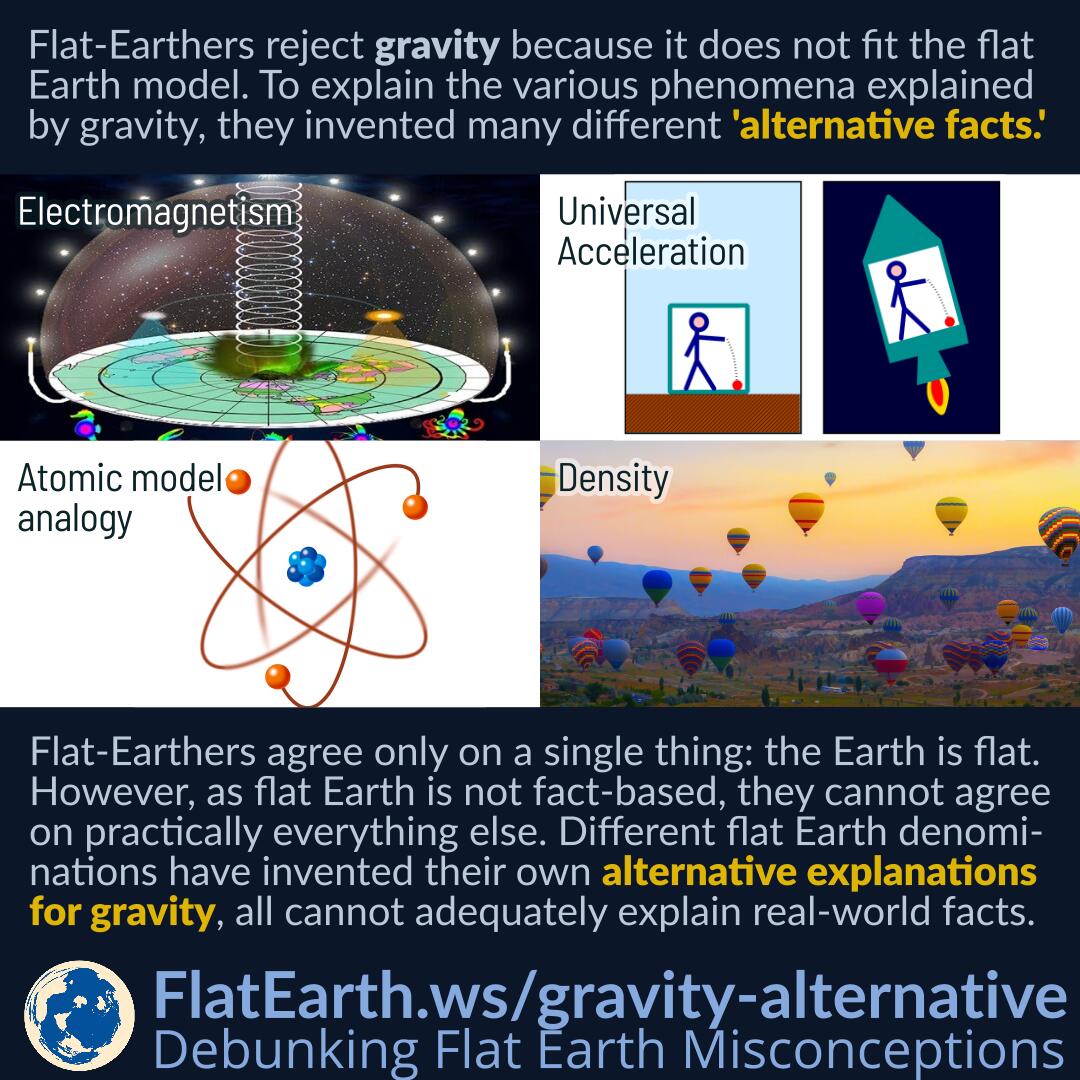 Flat-Earthers reject gravity because it does not fit the flat
Earth model. To explain the various phenomena explained
by gravity, they invented many different 'alternative facts.'
Electromagnetism
Universal
Acceleration
Atomic model
analogy
Density
Flat-Earthers agree only on a single thing: the Earth is flat.
However, as flat Earth is not fact-based, they cannot agree
on practically everything else. Different flat Earth denomi-
nations have invented their own alternative explanations
for gravity, all cannot adequately explain real-world facts.
FlatEarth.ws/gravity-alternative
Debunking Flat Earth Misconceptions